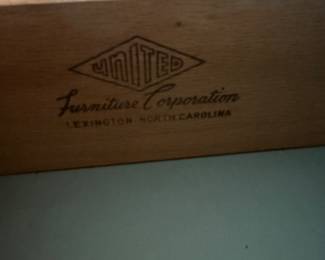 UNITED
Furniture Corporation
LEXINGTON NORTH CAROLINA